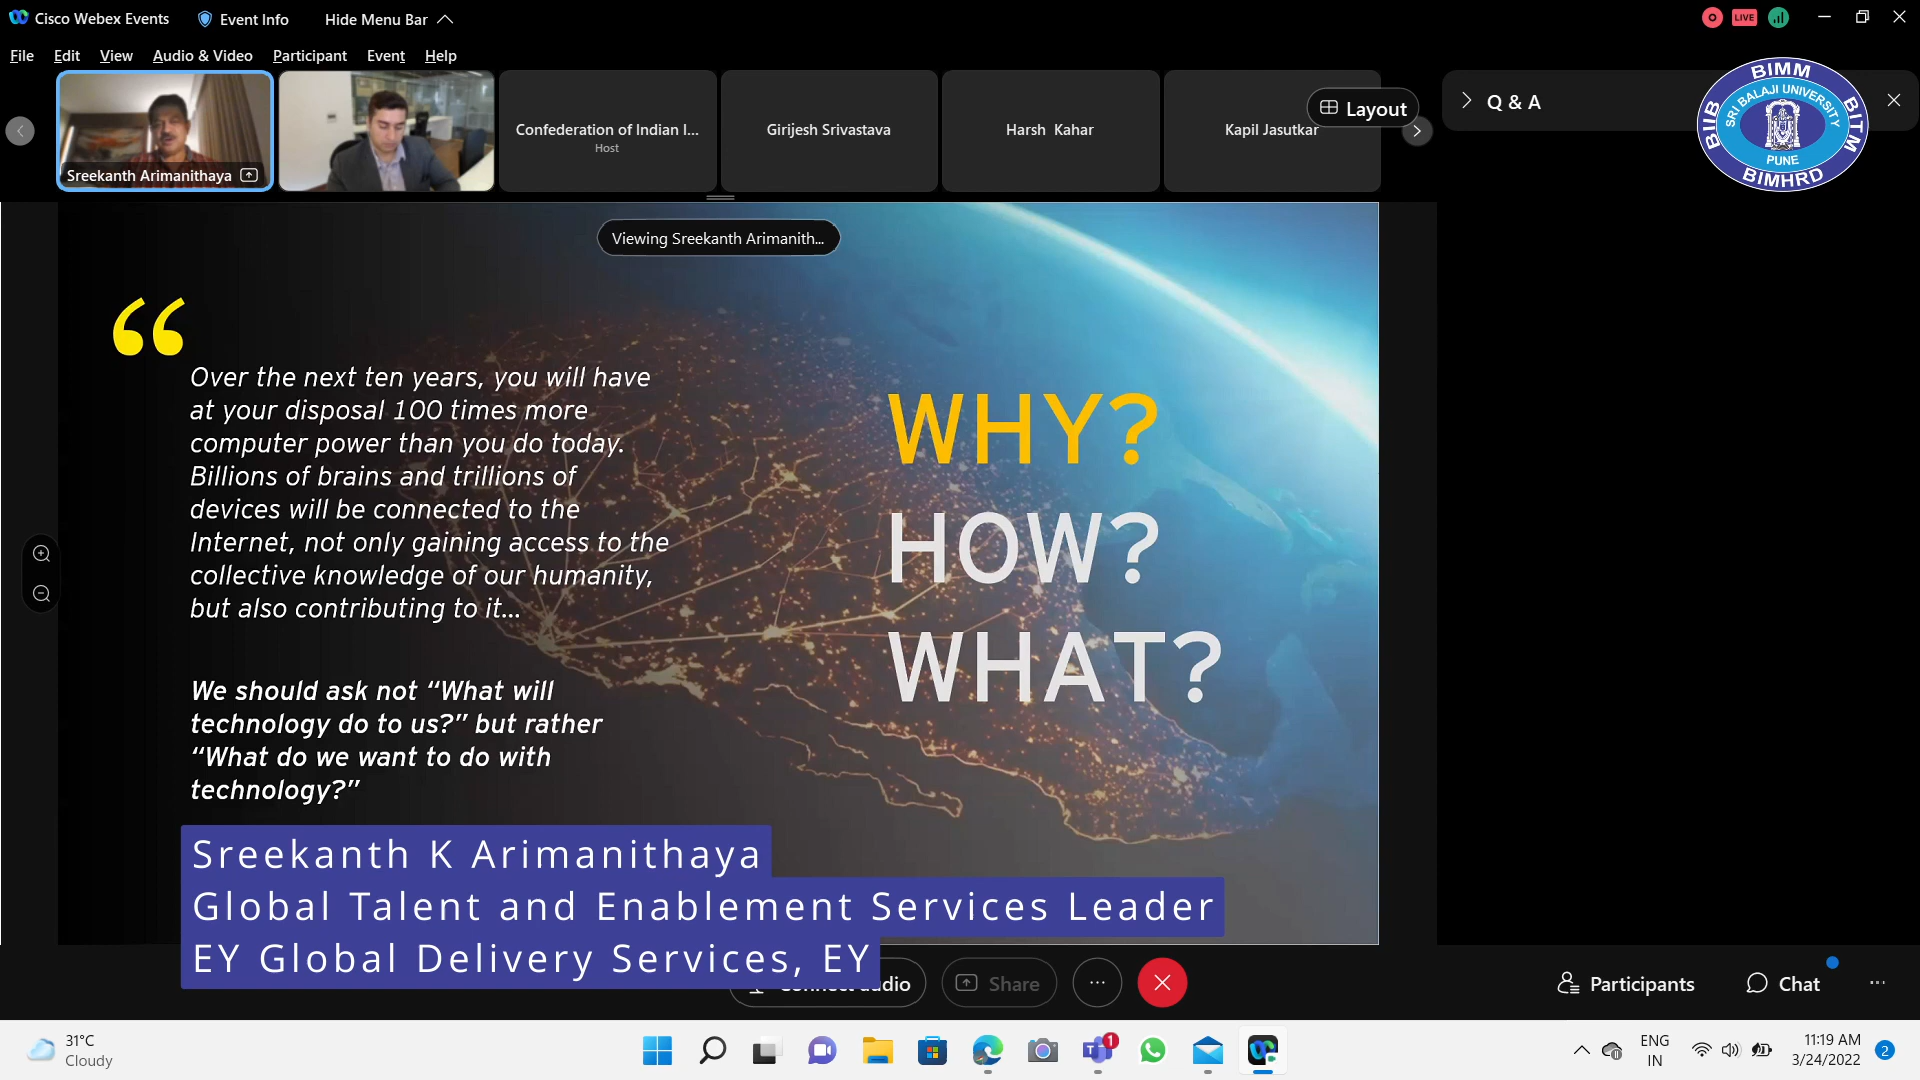 Cisco Webex Events
Event Info
Hide Menu Bar
LIVE
File Edit View Audio & Video Participant Event Help
Sreekanth Arimanithaya
Confederation of Indian I...
Host
Girijesh Srivastava
Harsh Kahar
Kapil Jasutkar
Layout
Q & A
BIMM
BIIB
BITM
BIMHRD
SRI BALAJI UNIVERSITY
PUNE
Viewing Sreekanth Arimanith...
“
Over the next ten years, you will have
at your disposal 100 times more
computer power than you do today.
Billions of brains and trillions of
devices will be connected to the
Internet, not only gaining access to the
collective knowledge of our humanity,
but also contributing to it...
We should ask not “What will
technology do to us?” but rather
“What do we want to do with
technology?”
WHY?
HOW?
WHAT?
Sreekanth K Arimanithaya
Global Talent and Enablement Services Leader
EY Global Delivery Services, EY
Connect audio
Share
Participants
Chat
31°C
Cloudy
1
ENG
IN
11:19 AM
3/24/2022
2